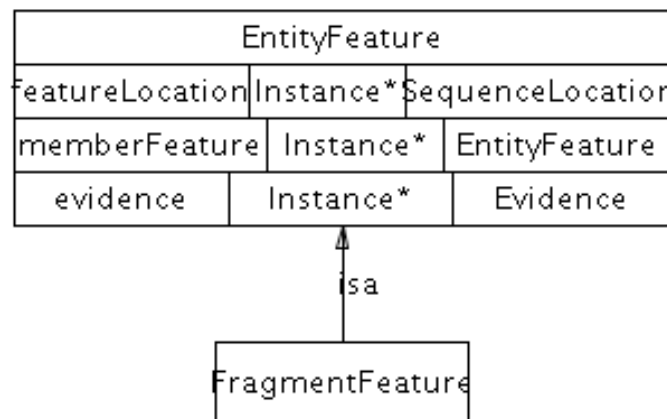 EntityFeature
featureLocation Instance* SequenceLocation
memberFeature Instance* EntityFeature
evidence Instance* Evidence
isa
FragmentFeature